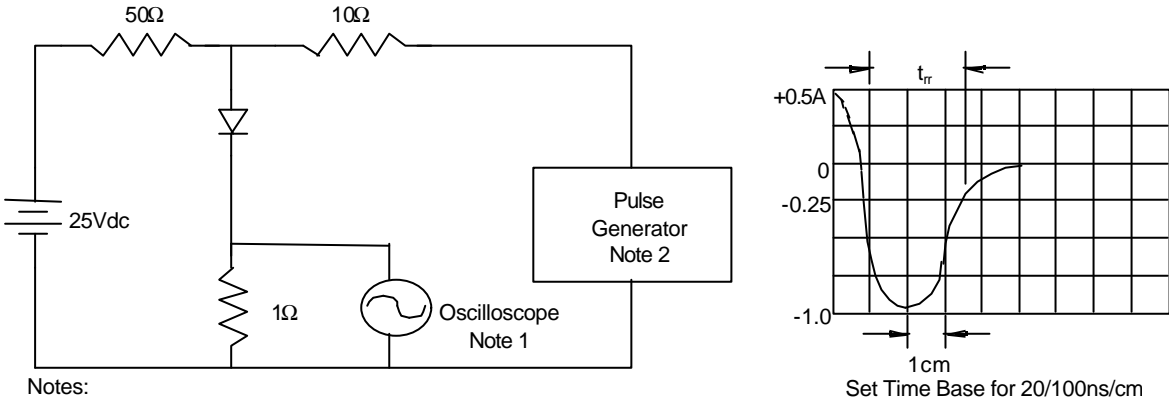 50Ω
10Ω
25Vdc
1Ω
Oscilloscope
Note 1
Pulse
Generator
Note 2
Notes:
trr
+0.5A
0
-0.25
-1.0
1cm
Set Time Base for 20/100ns/cm